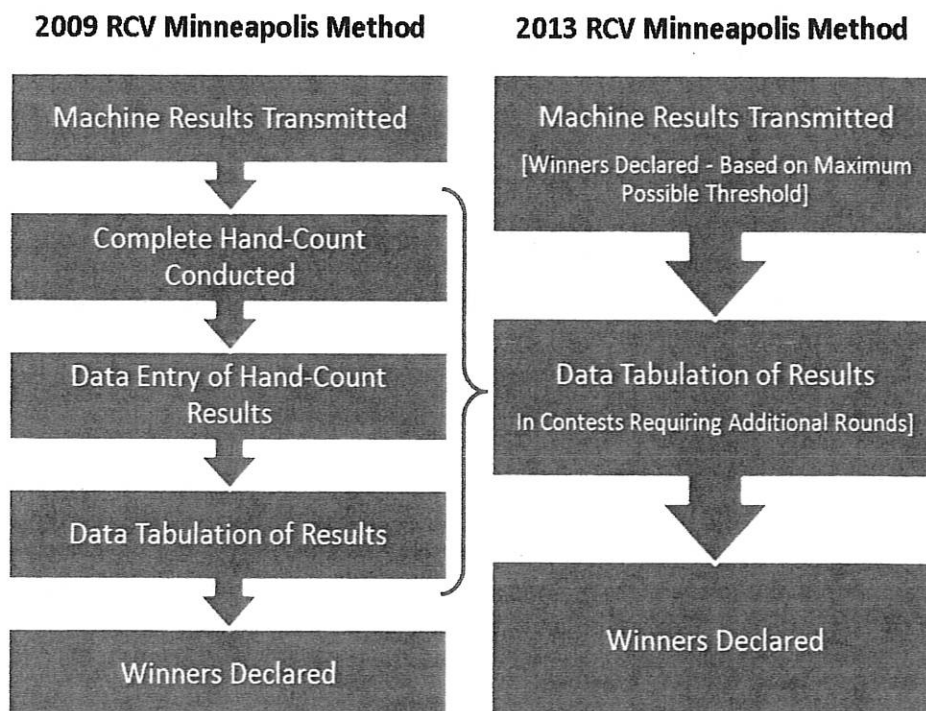 2009 RCV Minneapolis Method
Machine Results Transmitted
Complete Hand-Count
Conducted
Data Entry of Hand-Count
Results
Data Tabulation of Results
Winners Declared
2013 RCV Minneapolis Method
Machine Results Transmitted
[Winners Declared - Based on Maximum
Possible Threshold]
Data Tabulation of Results
In Contests Requiring Additional Rounds]
Winners Declared